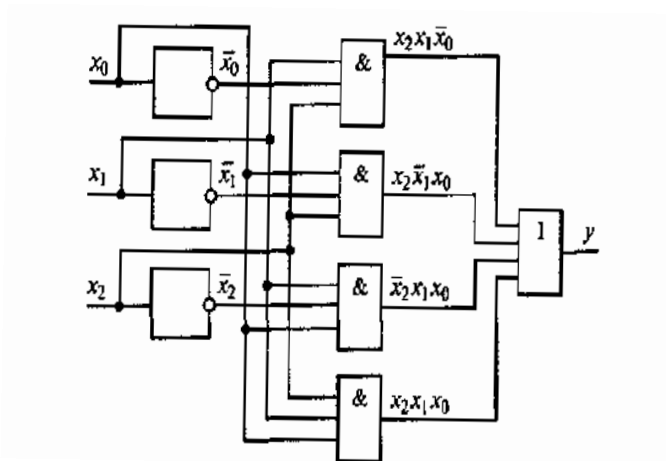 x₀ x̄₀ & x₂x₁x̄₀
x₁ x̄₁ & x₂x̄₁x₀
1 y
x₂ x̄₂ & x̄₂x₁x₀
& x₂x₁x₀